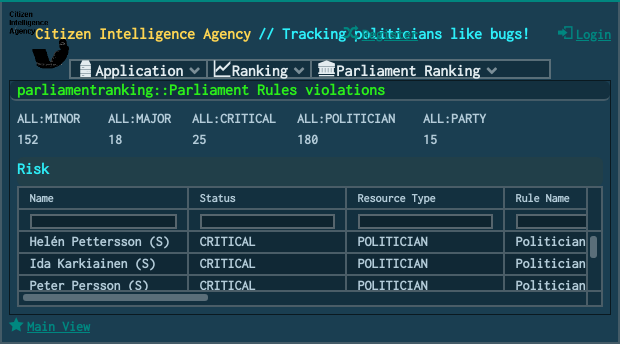 Citizen
Intelligence
Agency
Citizen Intelligence Agency // Tracking politicians like bugs!
Register
Login
Application
Ranking
Parliament Ranking
parliamentranking::Parliament Rules violations
ALL:MINOR ALL:MAJOR ALL:CRITICAL ALL:POLITICIAN ALL:PARTY
152 18 25 180 15
Risk
Name Status Resource Type Rule Name
Helén Pettersson (S) CRITICAL POLITICIAN Politician
Ida Karkiainen (S) CRITICAL POLITICIAN Politician
Peter Persson (S) CRITICAL POLITICIAN Politician
Main View